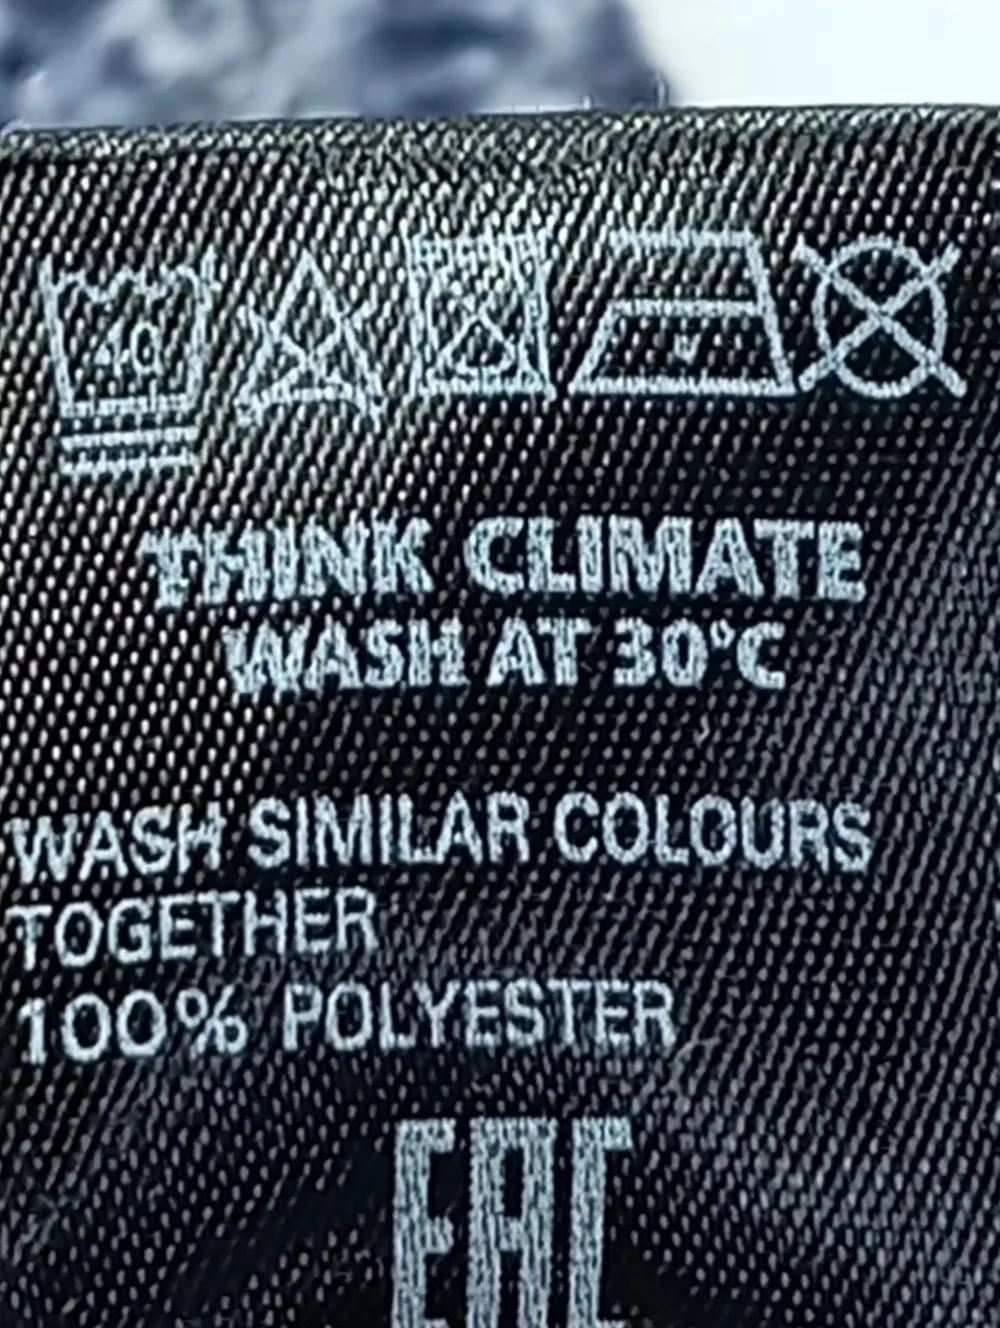 40
THINK CLIMATE
WASH AT 30°C
WASH SIMILAR COLOURS
TOGETHER
100% POLYESTER
EAC